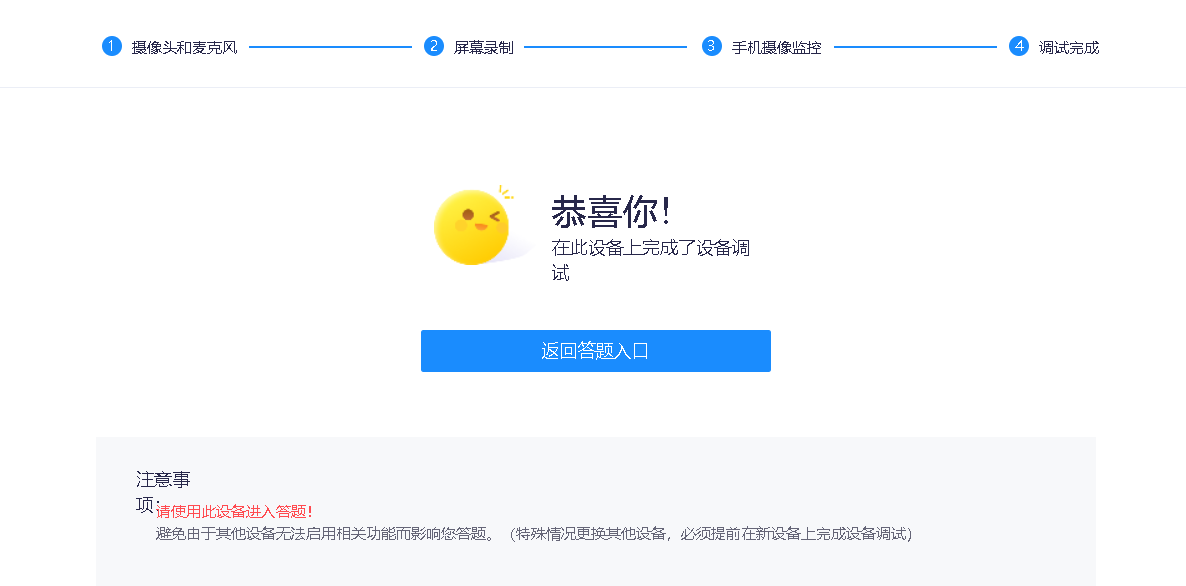 1 摄像头和麦克风 2 屏幕录制 3 手机摄像监控 4 调试完成
恭喜你！
在此设备上完成了设备调
试
返回答题入口
注意事
项：
请使用此设备进入答题！
避免由于其他设备无法启用相关功能而影响您答题。（特殊情况更换其他设备，必须提前在新设备上完成设备调试）